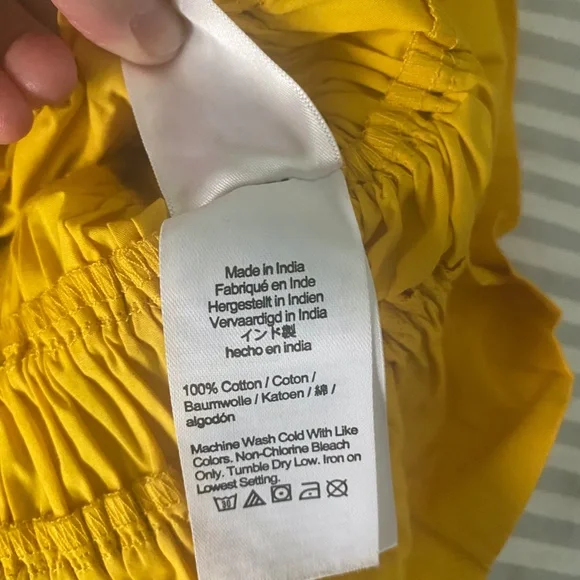 Made in India
Fabriqué en Inde
Hergestellt in Indien
Vervaardigd in India
インド製
hecho en india
100% Cotton / Coton /
Baumwolle / Katoen / 綿 /
algodón
Machine Wash Cold With Like
Colors. Non-Chlorine Bleach
Only. Tumble Dry Low. Iron on
Lowest Setting.